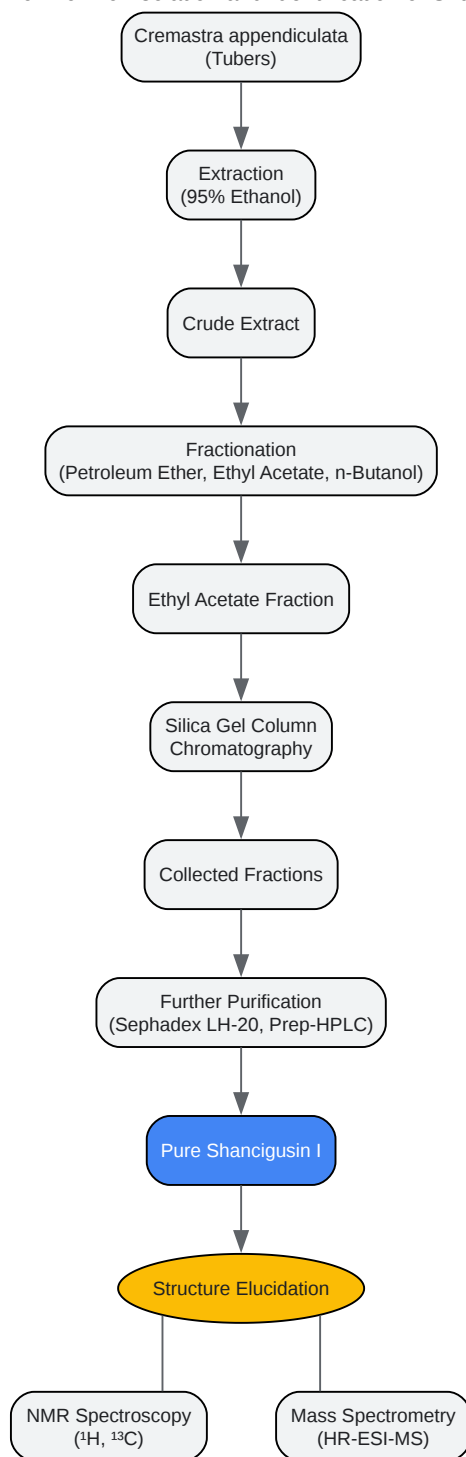 Cremastra appendiculata
(Tubers)
Extraction
(95% Ethanol)
Crude Extract
Fractionation
(Petroleum Ether, Ethyl Acetate, n-Butanol)
Ethyl Acetate Fraction
Silica Gel Column
Chromatography
Collected Fractions
Further Purification
(Sephadex LH-20, Prep-HPLC)
Pure Shancigusin I
Structure Elucidation
NMR Spectroscopy
(¹H, ¹³C)
Mass Spectrometry
(HR-ESI-MS)